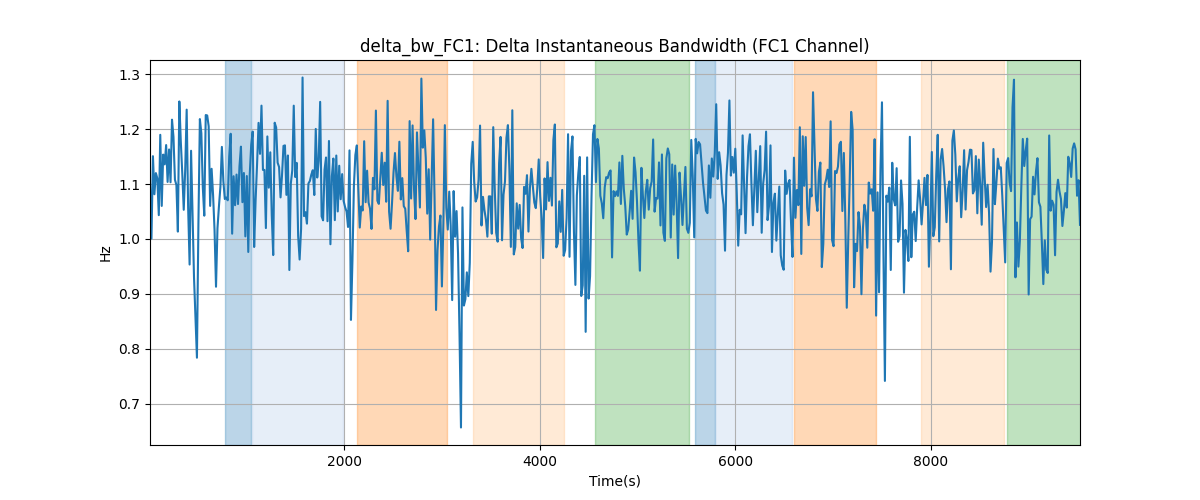 delta_bw_FC1: Delta Instantaneous Bandwidth (FC1 Channel)
1.3
1.2
1.1
1.0
0.9
0.8
0.7
Hz
2000 4000 6000 8000
Time(s)